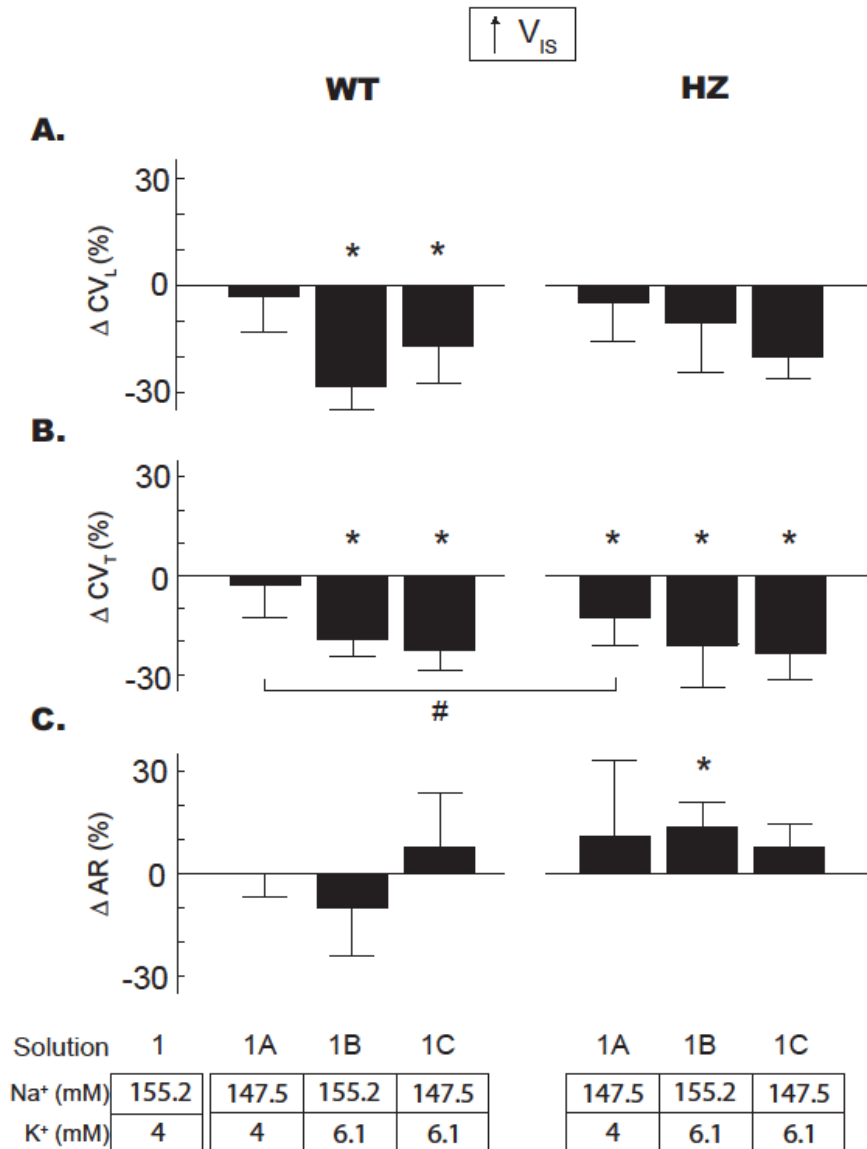 ↑ V_IS
WT HZ
A.
Δ CV_L (%)
30
0
-30
* *
B.
Δ CV_T (%)
30
0
-30
* * * * *
#
C.
Δ AR (%)
30
0
-30
*
Solution 1 1A 1B 1C 1A 1B 1C
Na⁺ (mM) 155.2 147.5 155.2 147.5 147.5 155.2 147.5
K⁺ (mM) 4 4 6.1 6.1 4 6.1 6.1